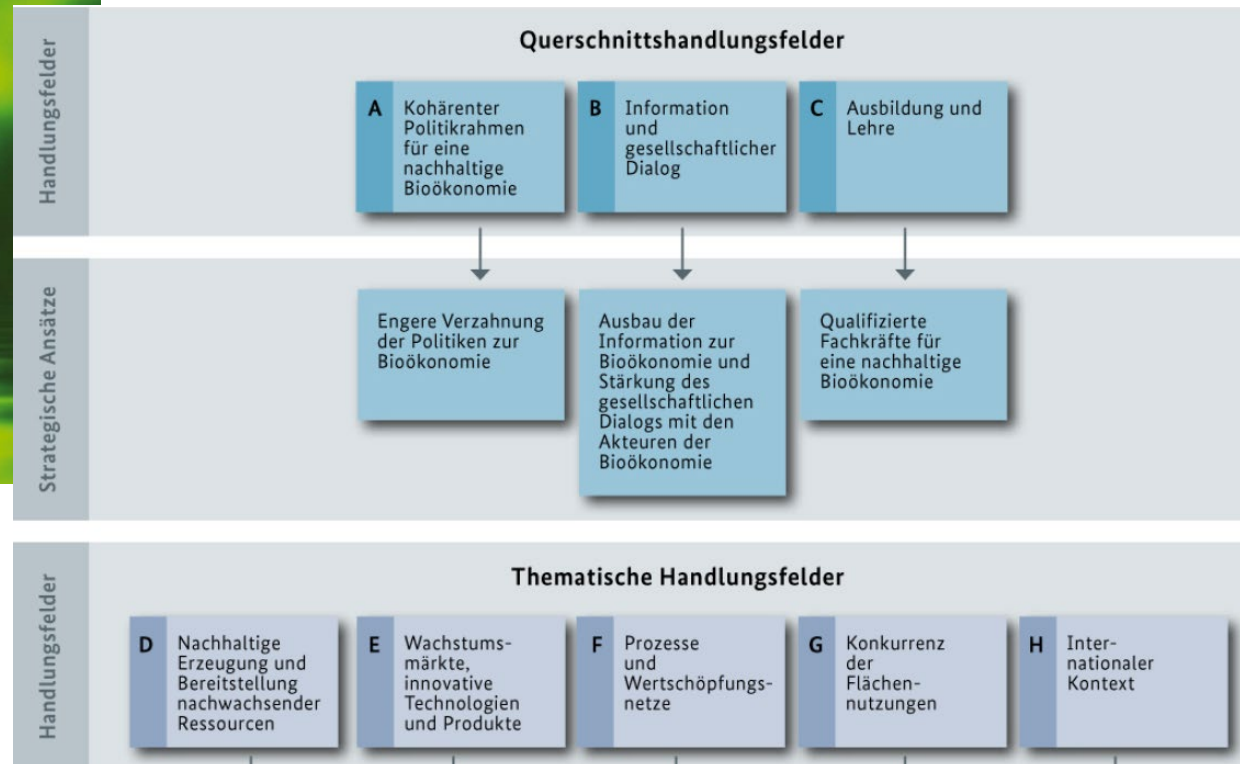 Handlungsfelder
Querschnittshandlungsfelder
A
Kohärenter
Politikrahmen
für eine
nachhaltige
Bioökonomie
B
Information
und
gesellschaftlicher
Dialog
C
Ausbildung und
Lehre
Strategische Ansätze
Engere Verzahnung
der Politiken zur
Bioökonomie
Ausbau der
Information zur
Bioökonomie und
Stärkung des
gesellschaftlichen
Dialogs mit den
Akteuren der
Bioökonomie
Qualifizierte
Fachkräfte für
eine nachhaltige
Bioökonomie
Handlungsfelder
Thematische Handlungsfelder
D
Nachhaltige
Erzeugung und
Bereitstellung
nachwachsender
Ressourcen
E
Wachstums-
märkte,
innovative
Technologien
und Produkte
F
Prozesse
und
Wertschöpfungs-
netze
G
Konkurrenz
der
Flächen-
nutzungen
H
Inter-
nationaler
Kontext